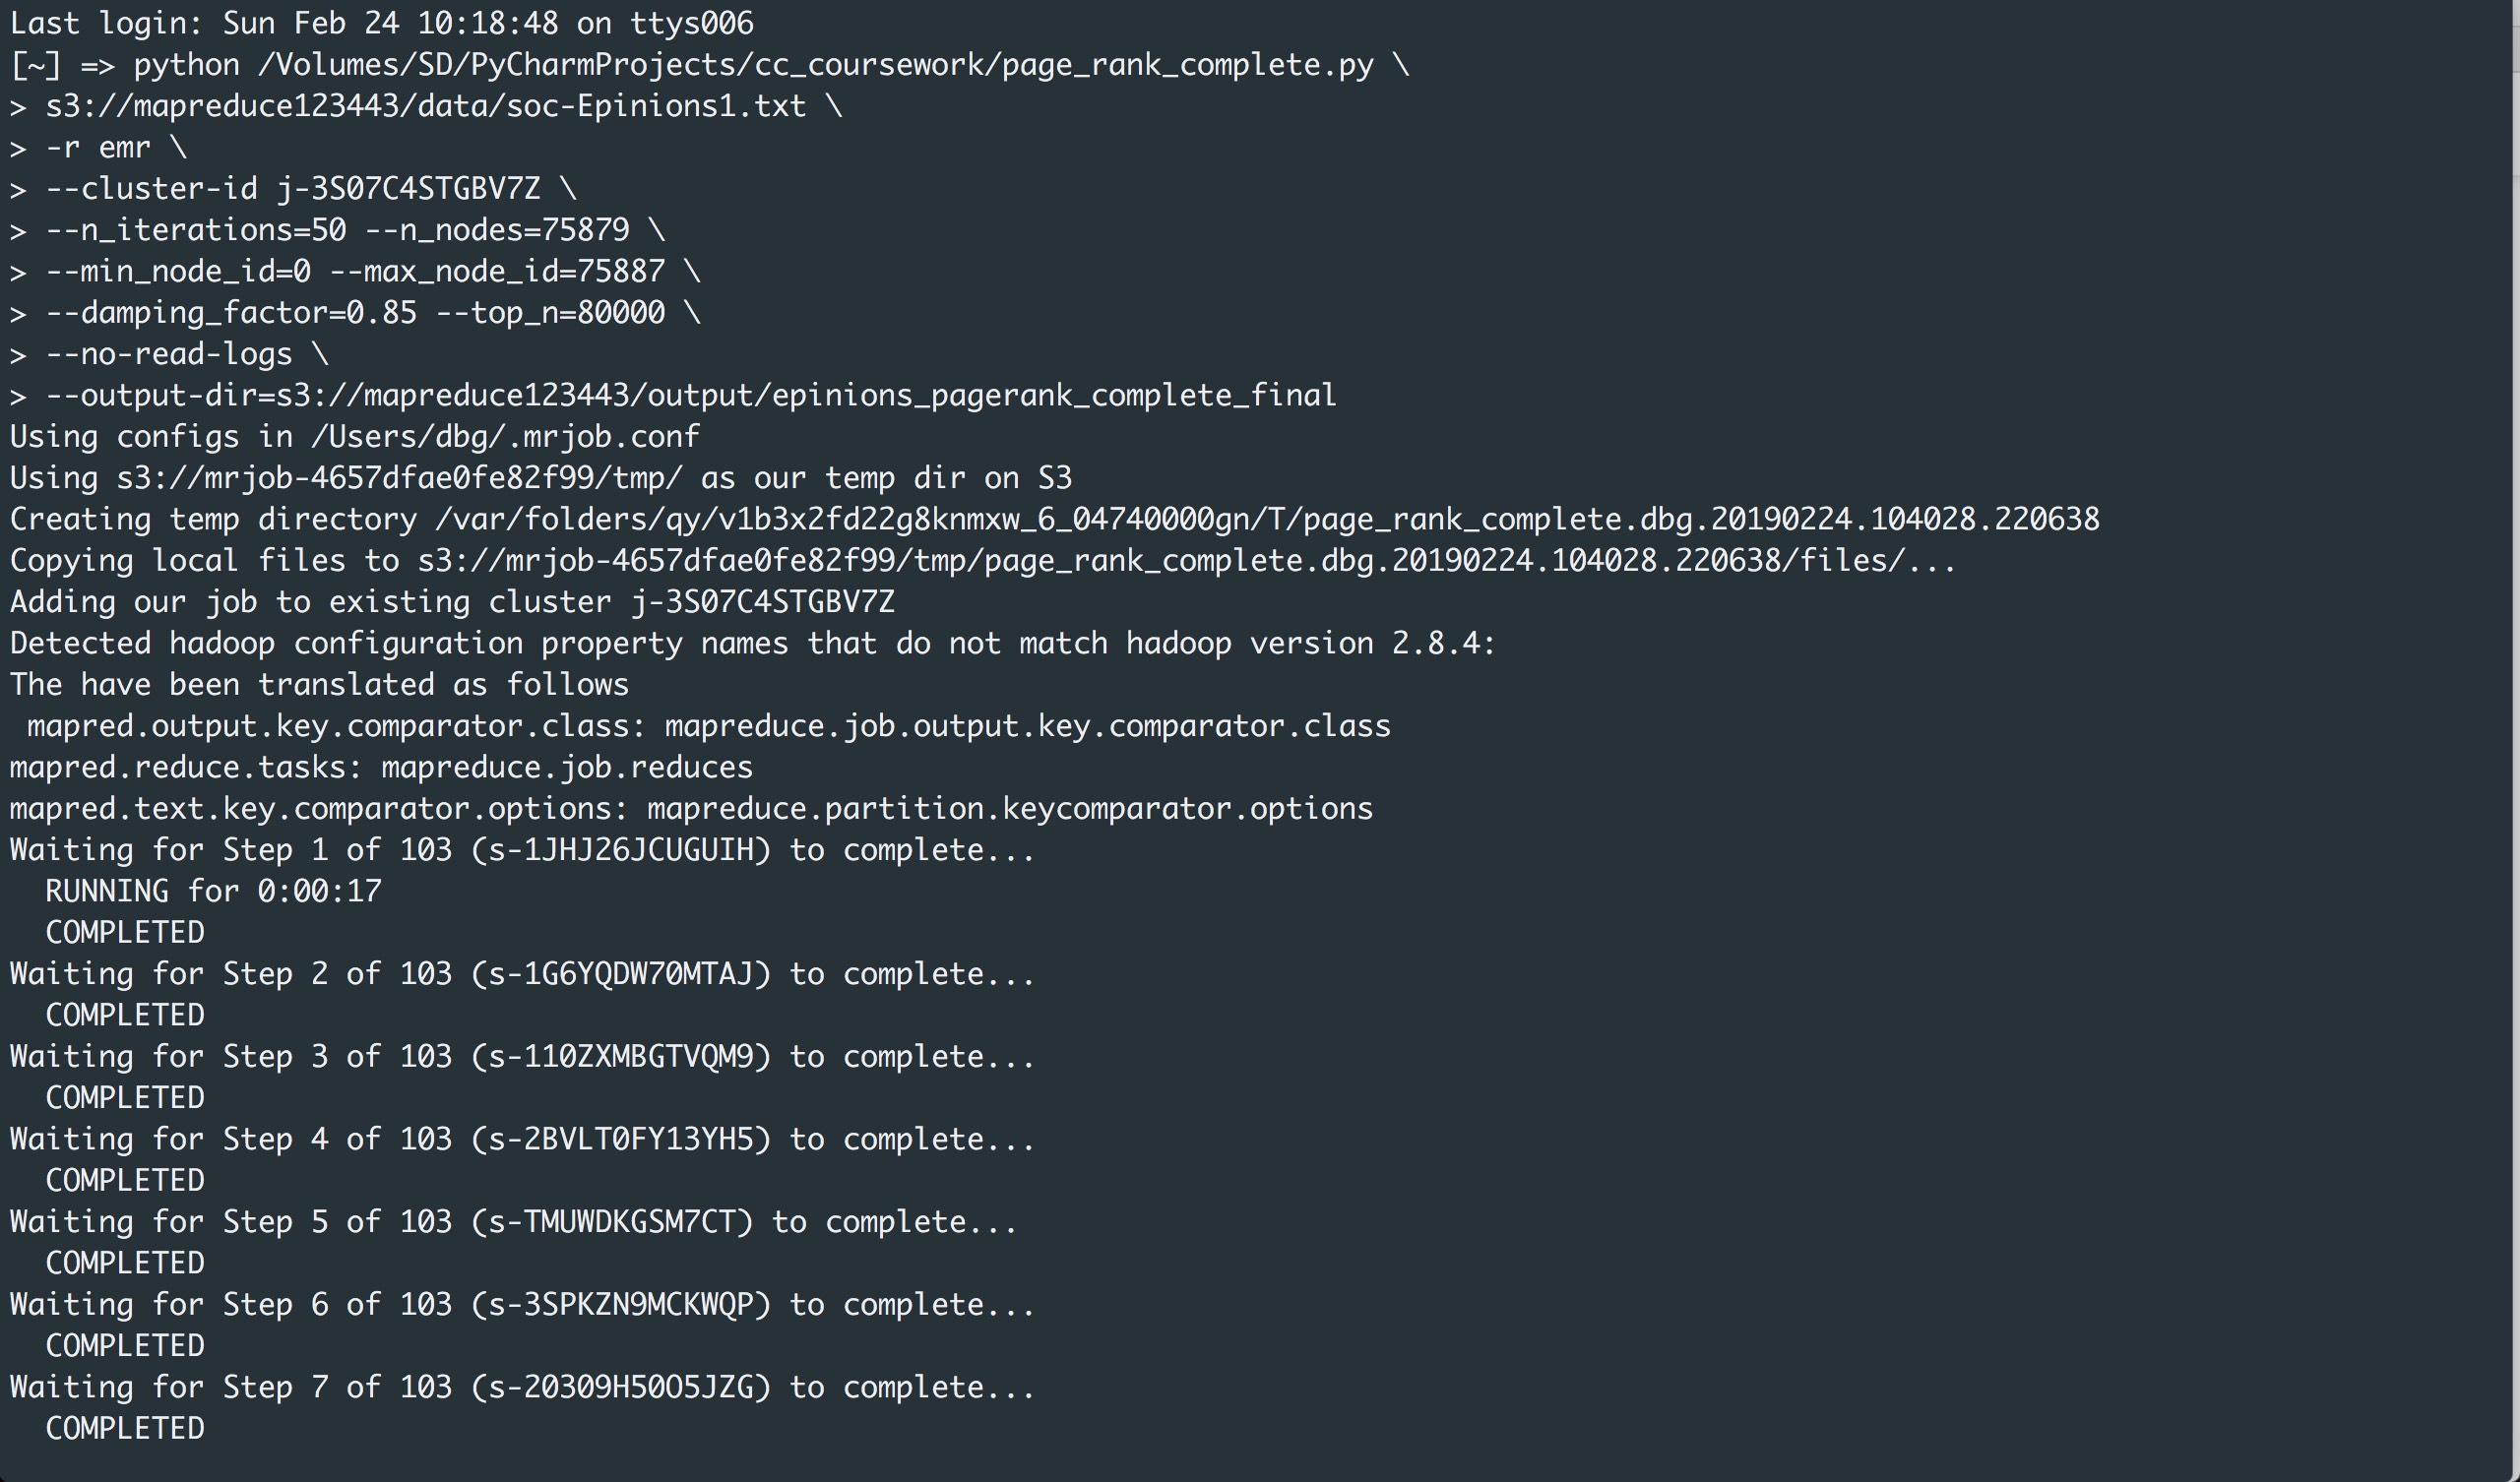 Last login: Sun Feb 24 10:18:48 on ttys006
[~] => python /Volumes/SD/PyCharmProjects/cc_coursework/page_rank_complete.py \
> s3://mapreduce123443/data/soc-Epinions1.txt \
> -r emr \
> --cluster-id j-3S07C4STGBV7Z \
> --n_iterations=50 --n_nodes=75879 \
> --min_node_id=0 --max_node_id=75887 \
> --damping_factor=0.85 --top_n=80000 \
> --no-read-logs \
> --output-dir=s3://mapreduce123443/output/epinions_pagerank_complete_final
Using configs in /Users/dbg/.mrjob.conf
Using s3://mrjob-4657dfae0fe82f99/tmp/ as our temp dir on S3
Creating temp directory /var/folders/qy/v1b3x2fd22g8knmxw_6_04740000gn/T/page_rank_complete.dbg.20190224.104028.220638
Copying local files to s3://mrjob-4657dfae0fe82f99/tmp/page_rank_complete.dbg.20190224.104028.220638/files/...
Adding our job to existing cluster j-3S07C4STGBV7Z
Detected hadoop configuration property names that do not match hadoop version 2.8.4:
The have been translated as follows
 mapred.output.key.comparator.class: mapreduce.job.output.key.comparator.class
mapred.reduce.tasks: mapreduce.job.reduces
mapred.text.key.comparator.options: mapreduce.partition.keycomparator.options
Waiting for Step 1 of 103 (s-1JHJ26JCUGUIH) to complete...
  RUNNING for 0:00:17
  COMPLETED
Waiting for Step 2 of 103 (s-1G6YQDW70MTAJ) to complete...
  COMPLETED
Waiting for Step 3 of 103 (s-110ZXMBGTVQM9) to complete...
  COMPLETED
Waiting for Step 4 of 103 (s-2BVLT0FY13YH5) to complete...
  COMPLETED
Waiting for Step 5 of 103 (s-TMUWDKGSM7CT) to complete...
  COMPLETED
Waiting for Step 6 of 103 (s-3SPKZN9MCKWQP) to complete...
  COMPLETED
Waiting for Step 7 of 103 (s-20309H50O5JZG) to complete...
  COMPLETED